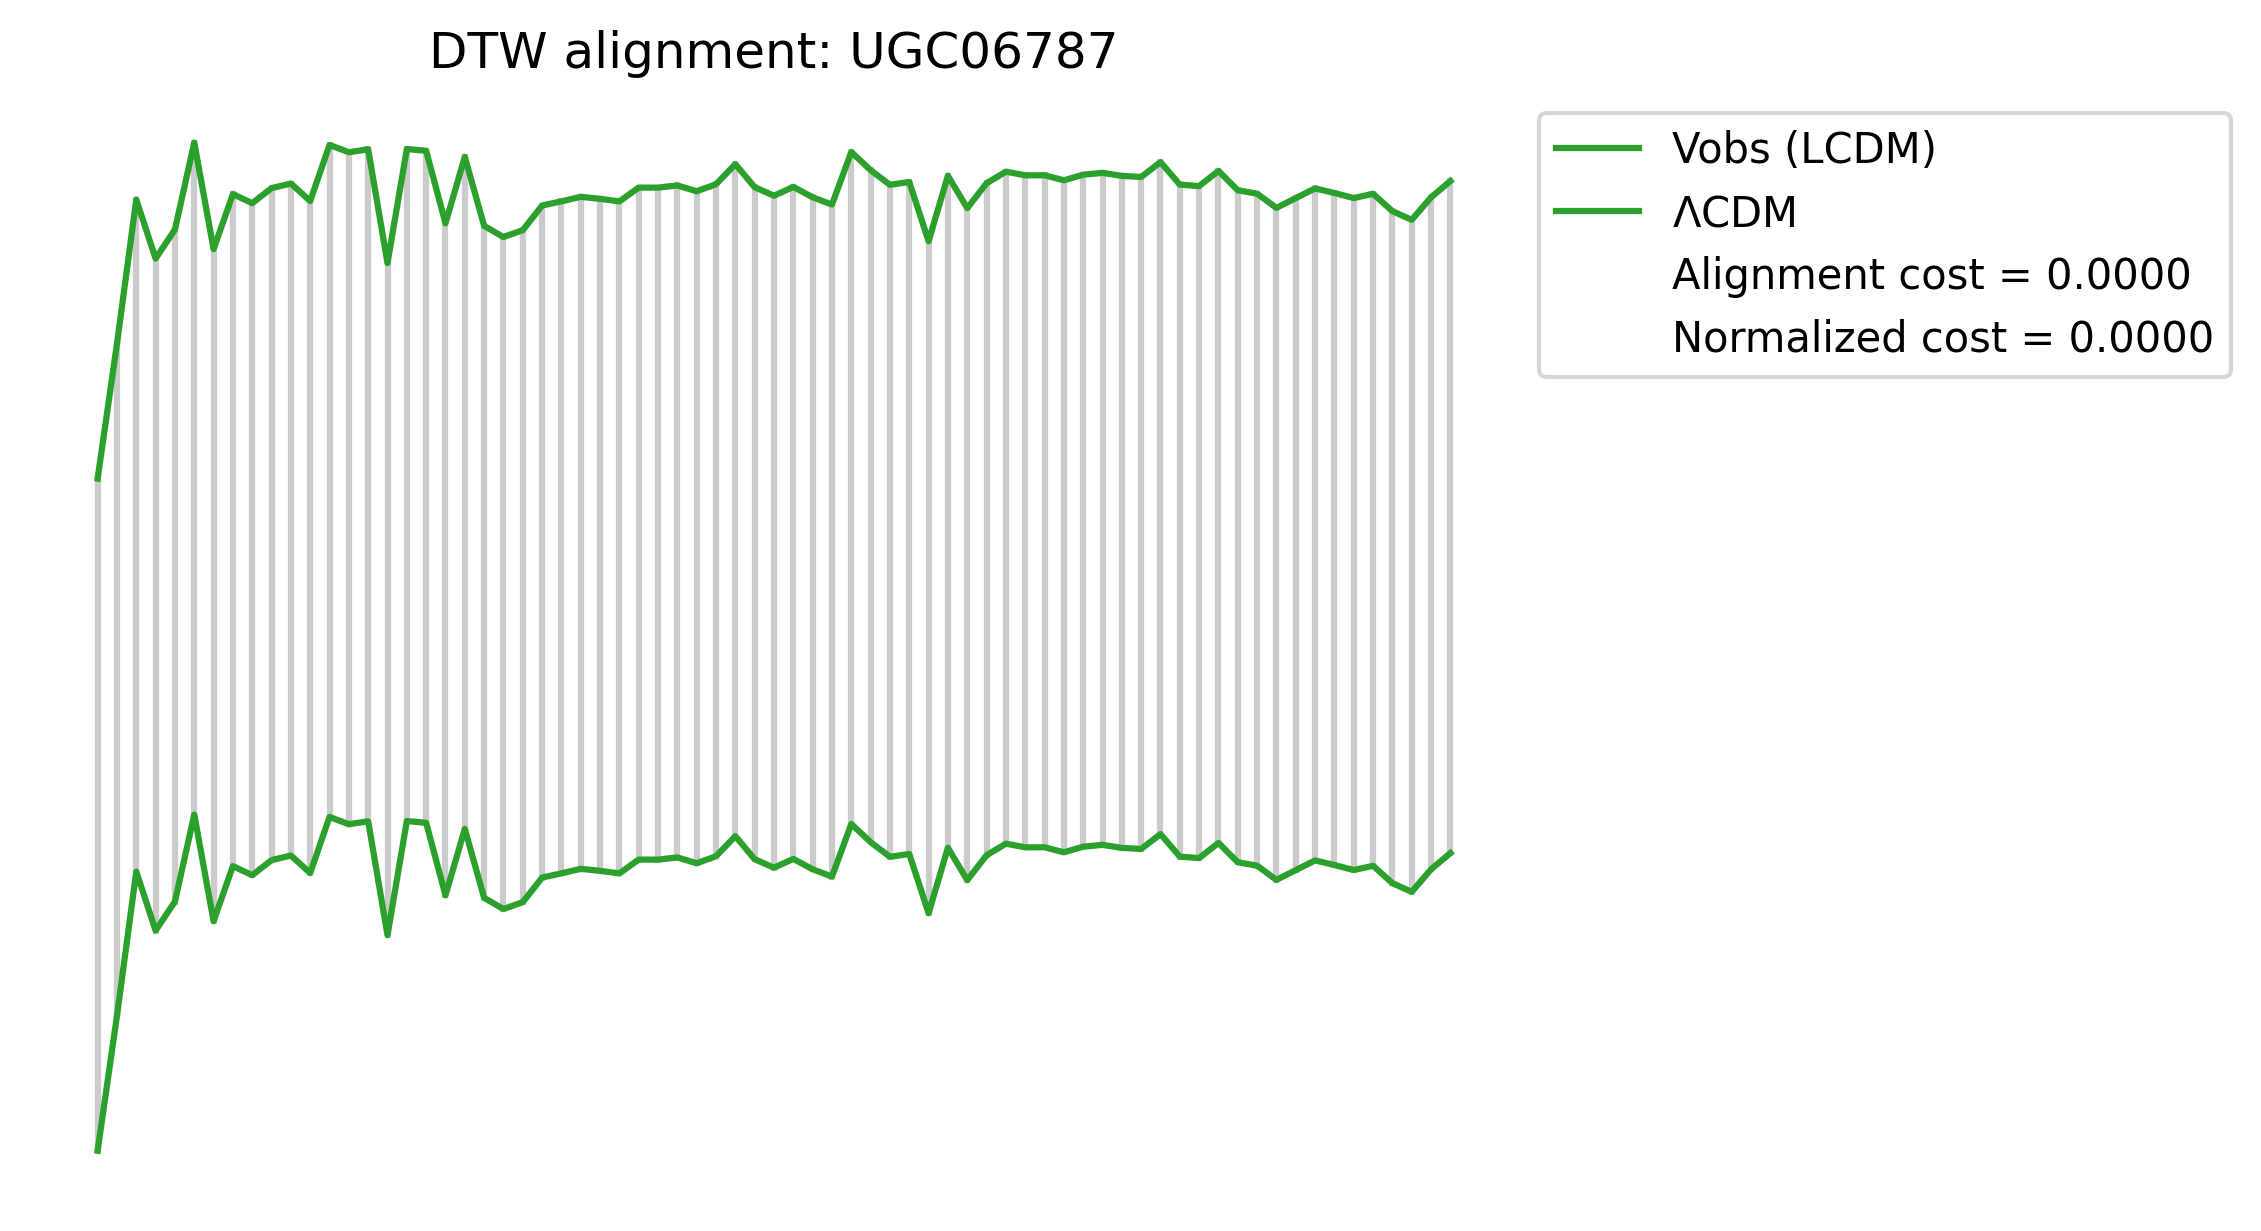 DTW alignment: UGC06787
Vobs (LCDM)
ΛCDM
Alignment cost = 0.0000
Normalized cost = 0.0000